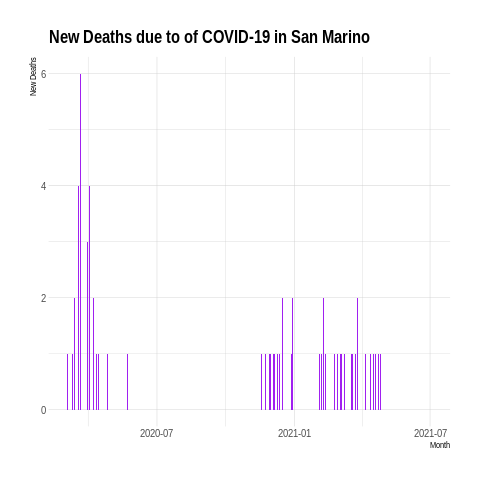 New Deaths due to of COVID-19 in San Marino
New Deaths
6
4
2
0
2020-07 2021-01 2021-07
Month